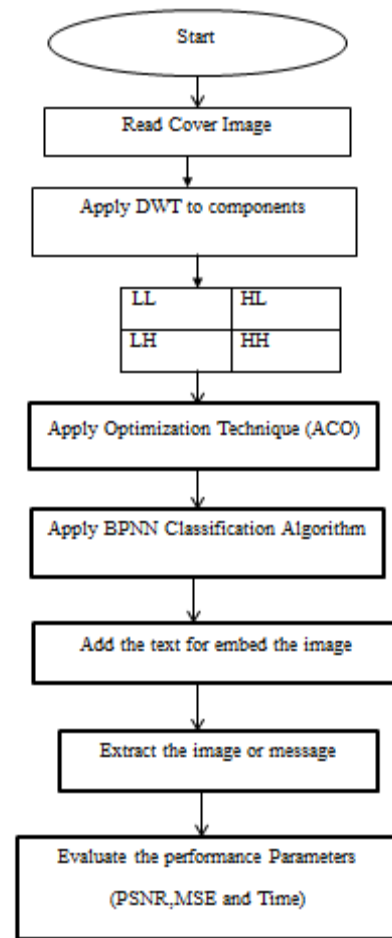 Start
Read Cover Image
Apply DWT to components
LL HL
LH HH
Apply Optimization Technique (ACO)
Apply BPNN Classification Algorithm
Add the text for embed the image
Extract the image or message
Evaluate the performance Parameters
(PSNR,MSE and Time)